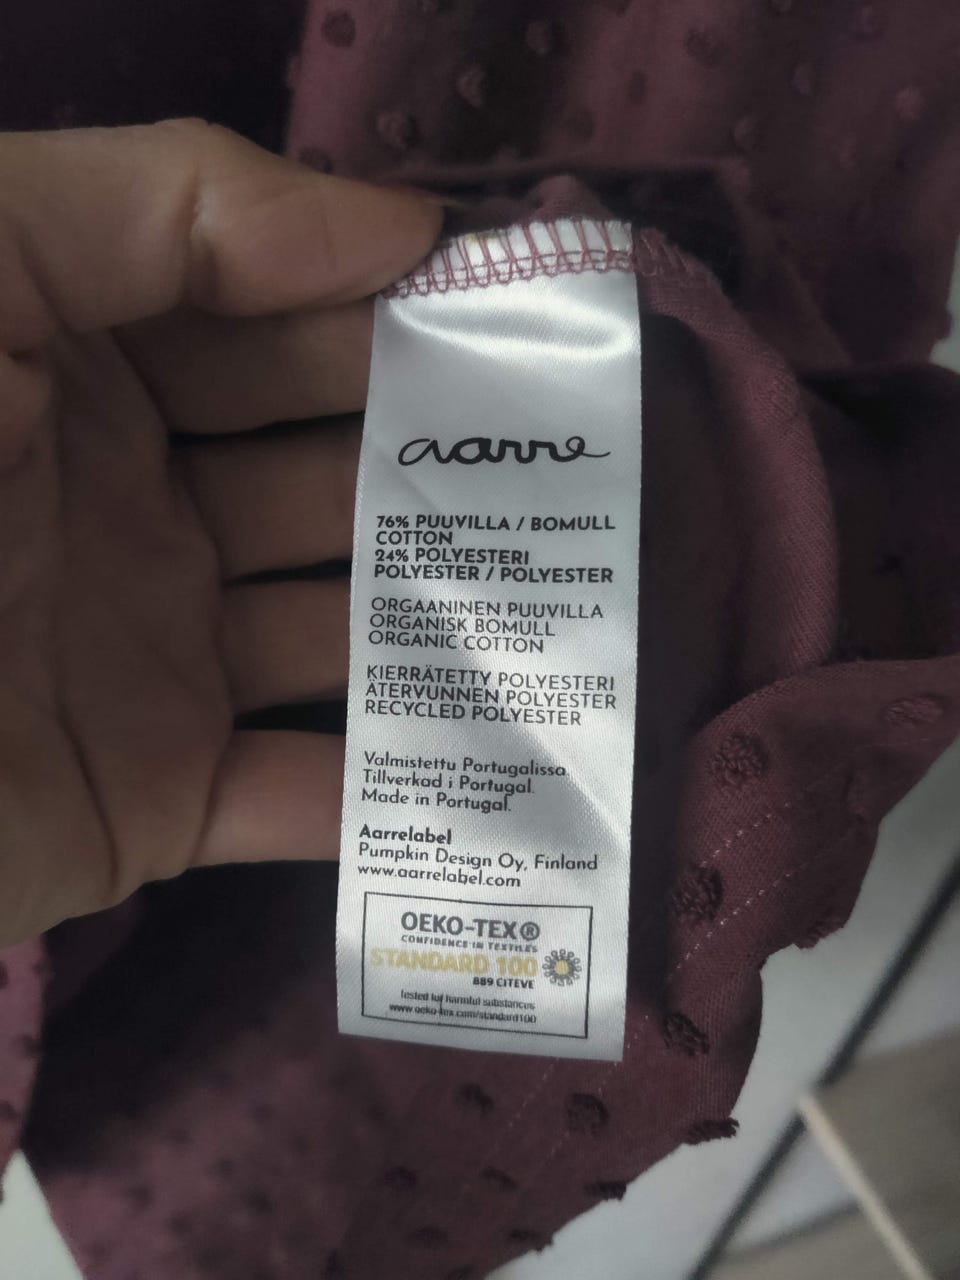 aarre
76% PUUVILLA / BOMULL
COTTON
24% POLYESTERI
POLYESTER / POLYESTER
ORGAANINEN PUUVILLA
ORGANISK BOMULL
ORGANIC COTTON
KIERRÄTETTY POLYESTERI
ÅTERVUNNEN POLYESTER
RECYCLED POLYESTER
Valmistettu Portugalissa.
Tillverkad i Portugal.
Made in Portugal.
Aarrelabel
Pumpkin Design Oy, Finland
www.aarrelabel.com
OEKO-TEX®
CONFIDENCE IN TEXTILES
STANDARD 100
889 CITEVE
Tested for harmful substances
www.oeko-tex.com/standard100